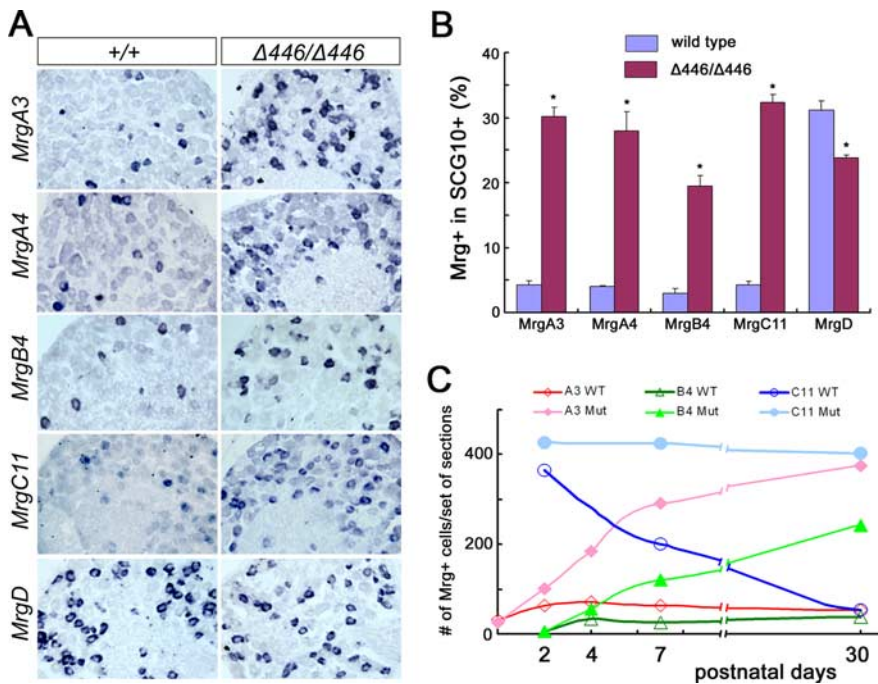 A
+/+
Δ446/Δ446
MrgA3
MrgA4
MrgB4
MrgC11
MrgD
B
wild type
Δ446/Δ446
Mrg+ in SCG10+ (%)
40
30
20
10
0
* * * * *
MrgA3 MrgA4 MrgB4 MrgC11 MrgD
C
A3 WT B4 WT C11 WT
A3 Mut B4 Mut C11 Mut
# of Mrg+ cells/set of sections
400
200
0
2 4 7 30
postnatal days